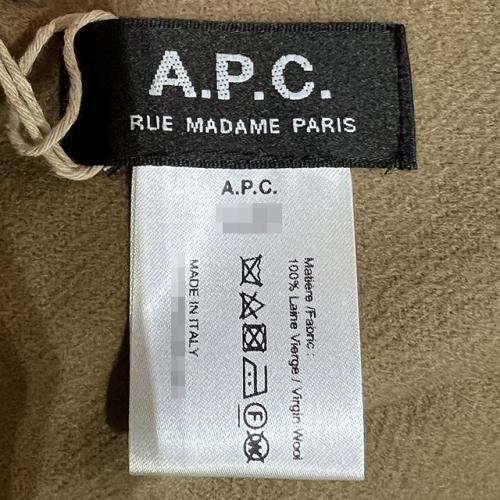 A.P.C.
RUE MADAME PARIS
A.P.C.
Matière /Fabric :
100% Laine Vierge / Virgin Wool
MADE IN ITALY